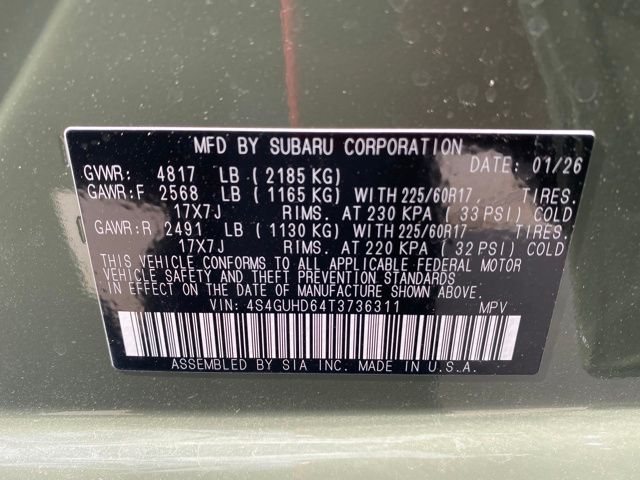 MFD BY SUBARU CORPORATION
DATE: 01/26
GVWR: 4817 LB (2185 KG)
GAWR:F 2568 LB (1165 KG) WITH 225/60R17, TIRES.
17X7J RIMS. AT 230 KPA (33 PSI) COLD
GAWR:R 2491 LB (1130 KG) WITH 225/60R17 TIRES.
17X7J RIMS. AT 220 KPA (32 PSI) COLD
THIS VEHICLE CONFORMS TO ALL APPLICABLE FEDERAL MOTOR
VEHICLE SAFETY AND THEFT PREVENTION STANDARDS
IN EFFECT ON THE DATE OF MANUFACTURE SHOWN ABOVE.
VIN: 4S4GUHD64T3736311 MPV
ASSEMBLED BY SIA INC. MADE IN U.S.A.